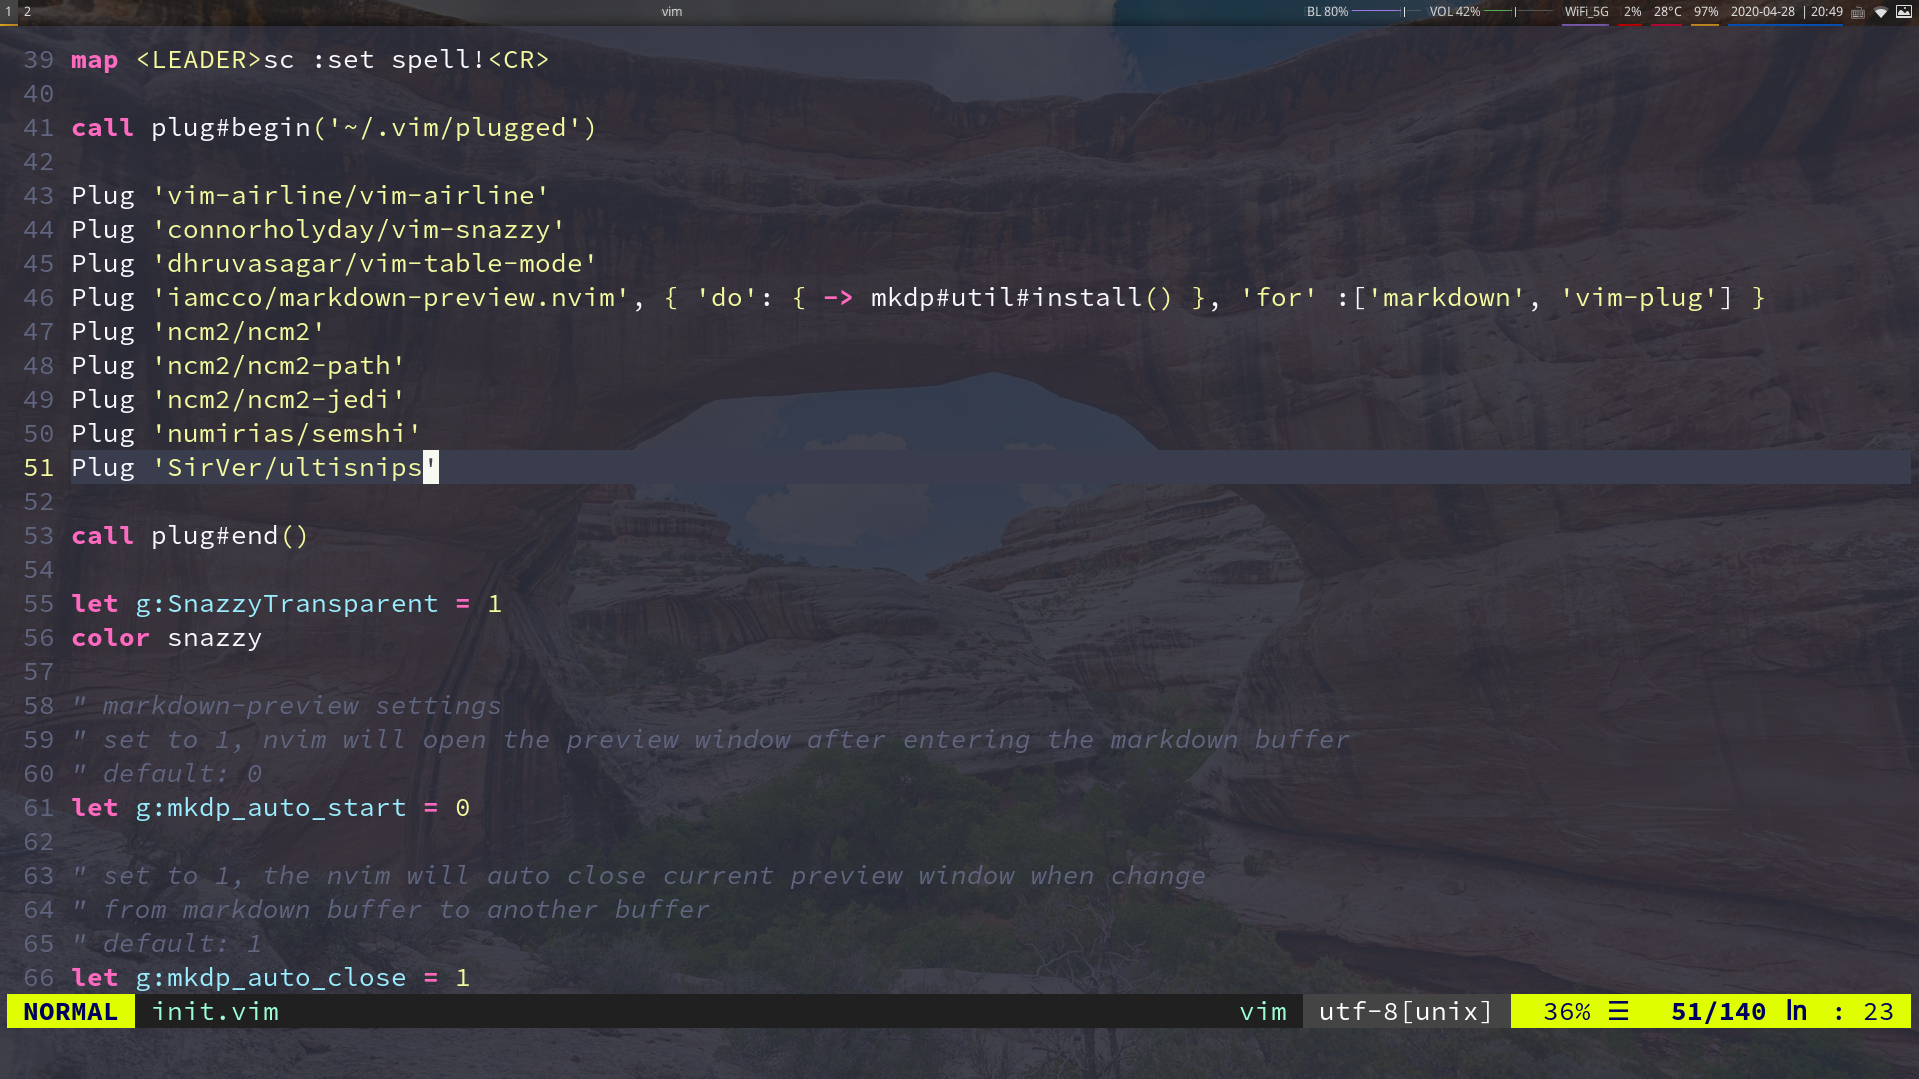 1 2 vim BL 80% VOL 42% WiFi_5G 2% 28°C 97% 2020-04-28 | 20:49
39 map <LEADER>sc :set spell!<CR>
40
41 call plug#begin('~/.vim/plugged')
42
43 Plug 'vim-airline/vim-airline'
44 Plug 'connorholyday/vim-snazzy'
45 Plug 'dhruvasagar/vim-table-mode'
46 Plug 'iamcco/markdown-preview.nvim', { 'do': { -> mkdp#util#install() }, 'for' :['markdown', 'vim-plug'] }
47 Plug 'ncm2/ncm2'
48 Plug 'ncm2/ncm2-path'
49 Plug 'ncm2/ncm2-jedi'
50 Plug 'numirias/semshi'
51 Plug 'SirVer/ultisnips'
52
53 call plug#end()
54
55 let g:SnazzyTransparent = 1
56 color snazzy
57
58 " markdown-preview settings
59 " set to 1, nvim will open the preview window after entering the markdown buffer
60 " default: 0
61 let g:mkdp_auto_start = 0
62
63 " set to 1, the nvim will auto close current preview window when change
64 " from markdown buffer to another buffer
65 " default: 1
66 let g:mkdp_auto_close = 1
NORMAL init.vim vim utf-8[unix] 36% ☰ 51/140 ln : 23